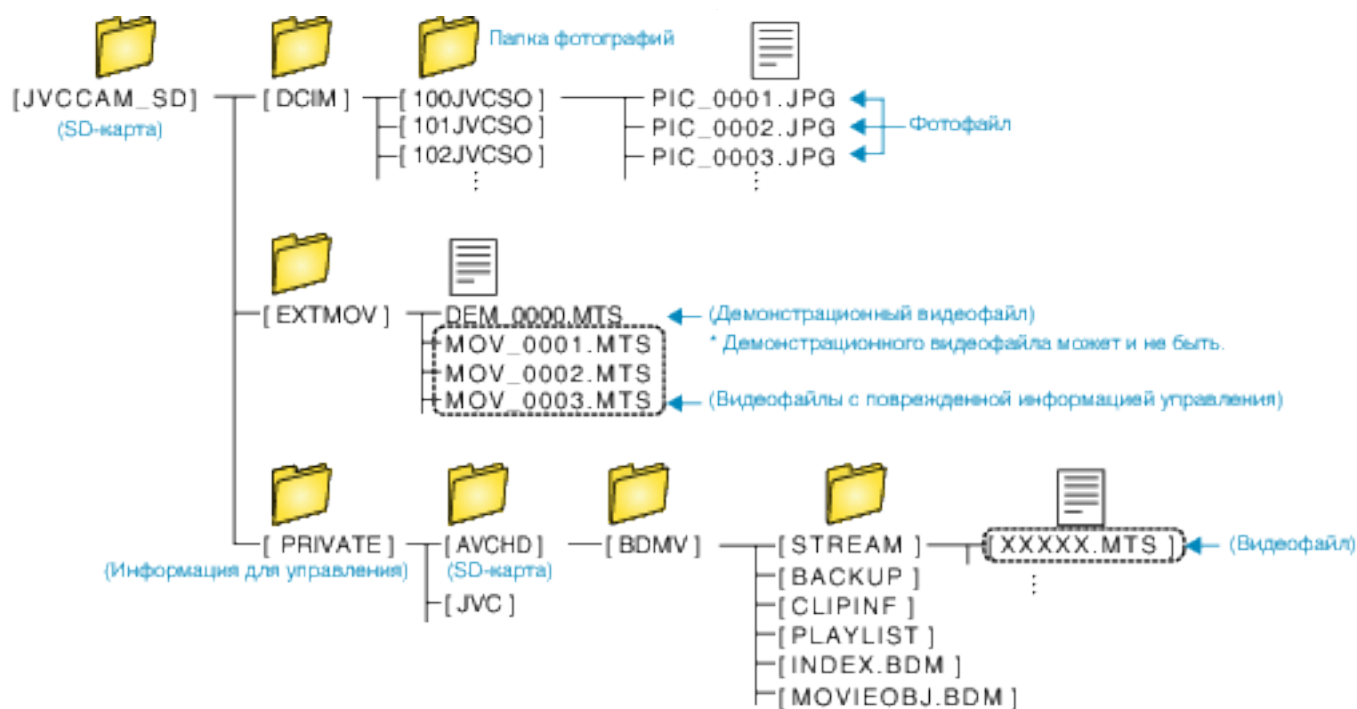 Папка фотографий
[JVCCAM_SD] [DCIM] [100JVCSO] PIC_0001.JPG
(SD-карта) [101JVCSO] PIC_0002.JPG Фотофайл
[102JVCSO] PIC_0003.JPG
[EXTMOV] DEM_0000.MTS (Демонстрационный видеофайл)
MOV_0001.MTS * Демонстрационного видеофайла может и не быть.
MOV_0002.MTS
MOV_0003.MTS (Видеофайлы с поврежденной информацией управления)
[PRIVATE] [AVCHD] [BDMV] [STREAM] [XXXXX.MTS] (Видеофайл)
(Информация для управления) (SD-карта) [BACKUP]
[JVC] [CLIPINF]
[PLAYLIST]
[INDEX.BDM]
[MOVIEOBJ.BDM]